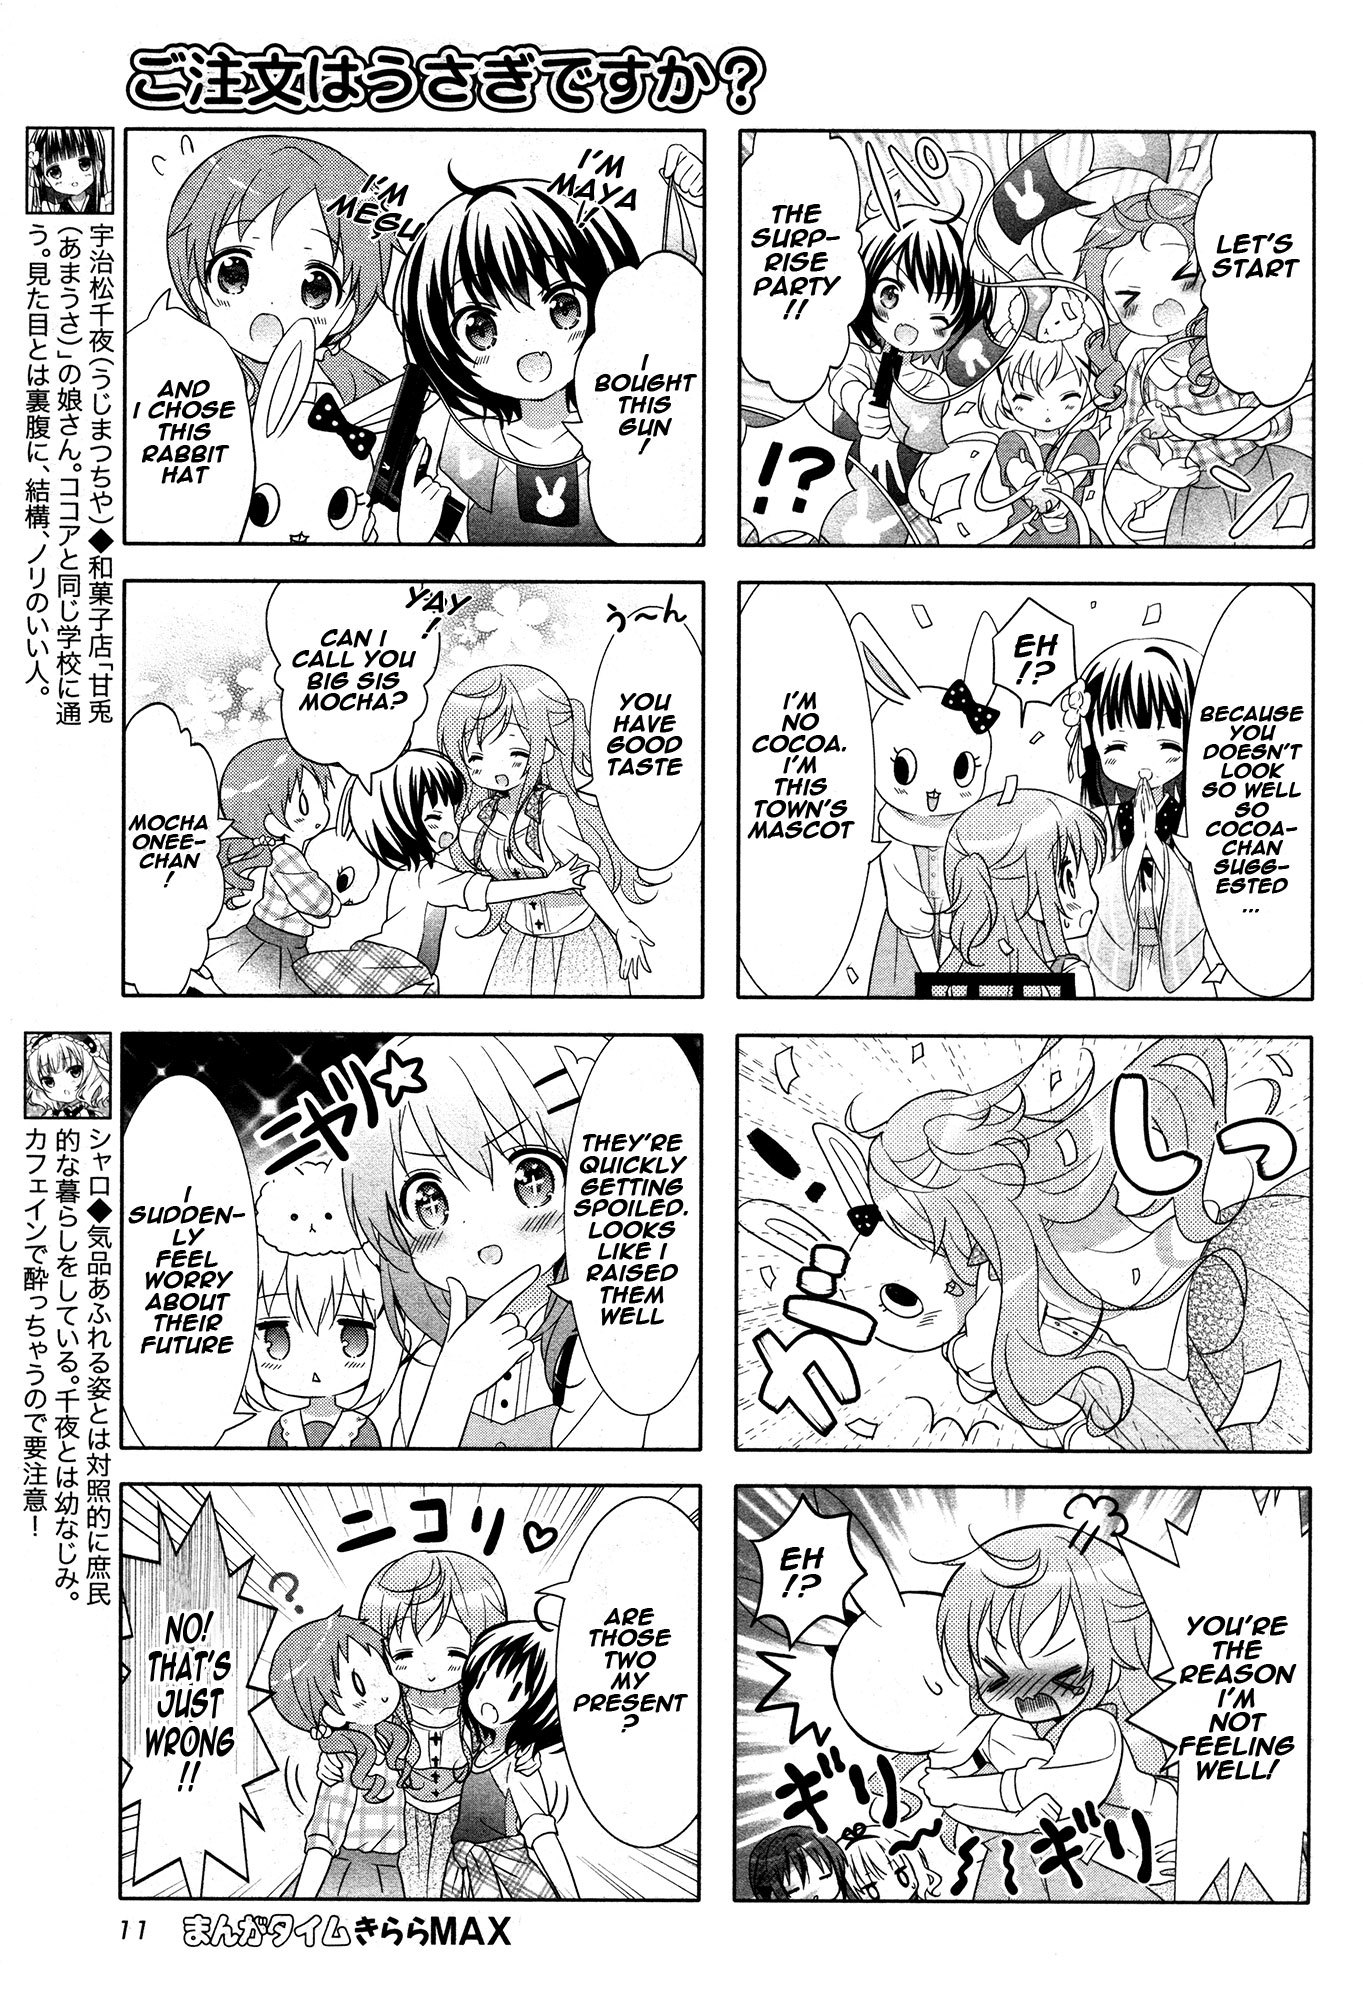 ご注文はうさぎですか？
LET'S
START
THE
SURP-
RISE
PARTY
!!
!?
BECAUSE
YOU
DOESN'T
LOOK
SO WELL
SO
COCOA-
CHAN
SUGG-
ESTED
...
EH
!?
I'M
NO
COCOA.
I'M
THIS
TOWN'S
MASCOT
しっ
ガバ
YOU'RE
THE
REASON
I'M
NOT
FEELING
WELL!
EH
!?
ギリ
ギリ
I'M
MAYA
!!
I'M
MEGU
I
BOUGHT
THIS
GUN!
AND
I CHOSE
THIS
RABBIT
HAT
う〜ん
YOU
HAVE
GOOD
TASTE
YAY
!
CAN I
CALL YOU
BIG SIS
MOCHA?
MOCHA
ONEE-
CHAN
!
THEY'RE
QUICKLY
GETTING
SPOILED.
LOOKS
LIKE I
RAISED
THEM
WELL
ニヤリ☆
I
SUDDEN-
LY
FEEL
WORRY
ABOUT
THEIR
FUTURE
ARE
THOSE
TWO
MY
PRESENT
?
ニコリ♡
?
NO!
THAT'S
JUST
WRONG
!!
宇治松千夜（うじまつちや）◆和菓子店「甘兎
（あまうさ）」の娘さん。ココアと同じ学校に通
う。見た目とは裏腹に、結構、ノリのいい人。
シャロ◆気品あふれる姿とは対照的に庶民
的な暮らしをしている。千夜とは幼なじみ。
カフェインで酔っちゃうので要注意！
11 まんがタイムきららMAX